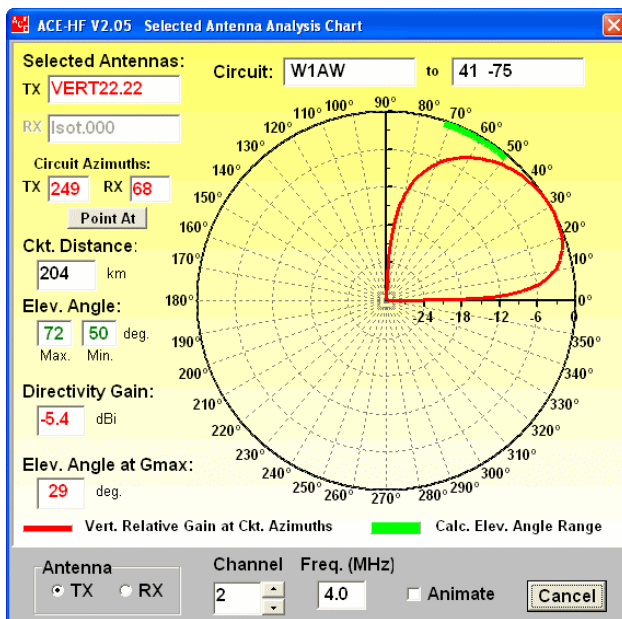 ACE-HF V2.05 Selected Antenna Analysis Chart
Selected Antennas:
TX VERT22.22
RX Isot.000
Circuit: W1AW to 41 -75
Circuit Azimuths:
TX 249 RX 68
Point At
Ckt. Distance:
204 km
Elev. Angle:
72 50 deg.
Max. Min.
Directivity Gain:
-5.4 dBi
Elev. Angle at Gmax:
29 deg.
90°
80°
70°
60°
50°
40°
30°
20°
10°
0°
350°
340°
330°
320°
310°
300°
290°
280°
270°
260°
250°
240°
230°
220°
210°
200°
190°
180°
170°
160°
150°
140°
130°
120°
110°
100°
-24 -18 -12 -6 0
Vert. Relative Gain at Ckt. Azimuths
Calc. Elev. Angle Range
Antenna
TX RX
Channel
2
Freq. (MHz)
4.0
Animate
Cancel